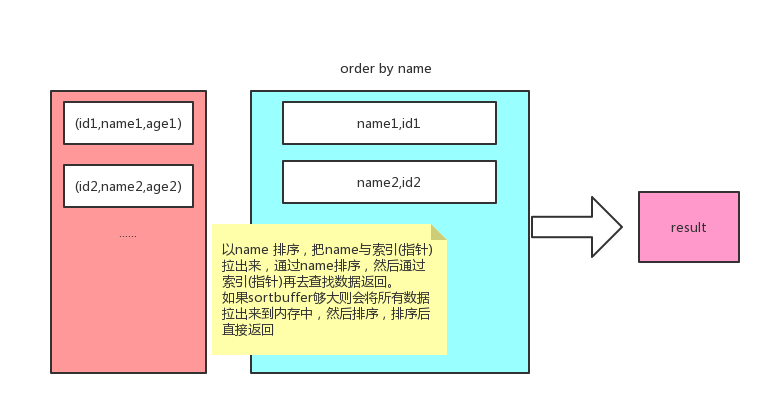 order by name
(id1,name1,age1)
(id2,name2,age2)
......
name1,id1
name2,id2
以name 排序，把name与索引(指针)
拉出来，通过name排序，然后通过
索引(指针)再去查找数据返回。
如果sortbuffer够大则会将所有数据
拉出来到内存中，然后排序，排序后
直接返回
result